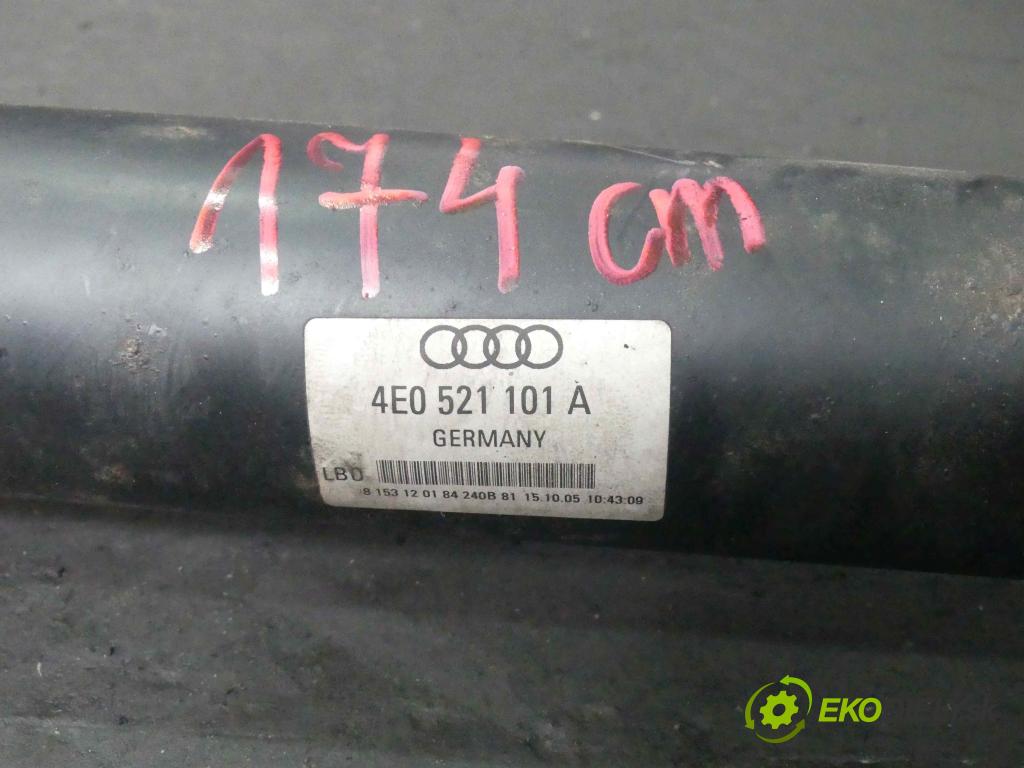 174 cm
4E0 521 101 A
GERMANY
LBO
8 153 12 01 84 240B 81 15.10.05 10:43:09
EKO